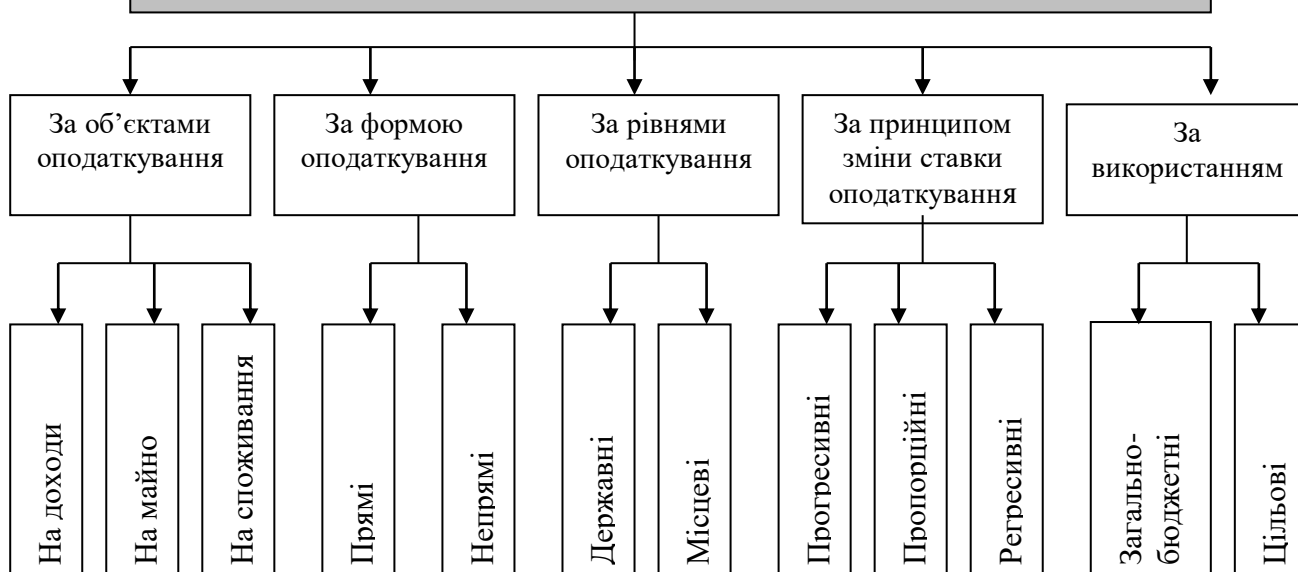 За об’єктами
оподаткування
За формою
оподаткування
За рівнями
оподаткування
За принципом
зміни ставки
оподаткування
За
використанням
На доходи
На майно
На споживання
Прямі
Непрямі
Державні
Місцеві
Прогресивні
Пропорційні
Регресивні
Загально-
бюджетні
Цільові